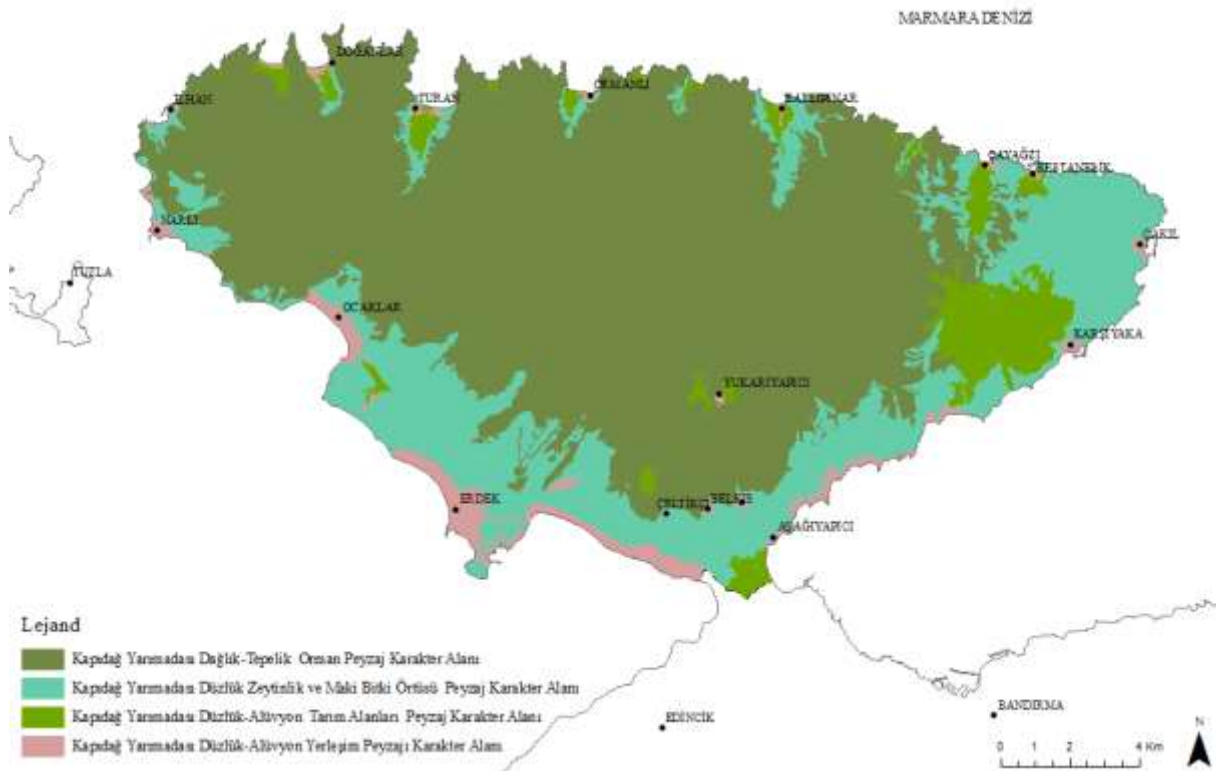 MARMARA DENİZİ
İLHAN
TURAN
ORMANLI
BALLIPINAR
ÇAYAĞZI
NARLI
ÇAKIL
TUZLA
OCAKLAR
KARŞIYAKA
YUKARIYAPICI
ERDEK
BELKIS
AŞAĞIYAPICI
Lejand
Kapıdağ Yarımadası Dağlık-Tepelik Orman Peyzaj Karakter Alanı
Kapıdağ Yarımadası Düzlük Zeytinlik ve Maki Bitki Örtüsü Peyzaj Karakter Alanı
Kapıdağ Yarımadası Düzlük-Alüvyon Tarım Alanları Peyzaj Karakter Alanı
Kapıdağ Yarımadası Düzlük-Alüvyon Yerleşim Peyzajı Karakter Alanı
EDİNCİK
BANDIRMA
N
0 1 2 4 Km